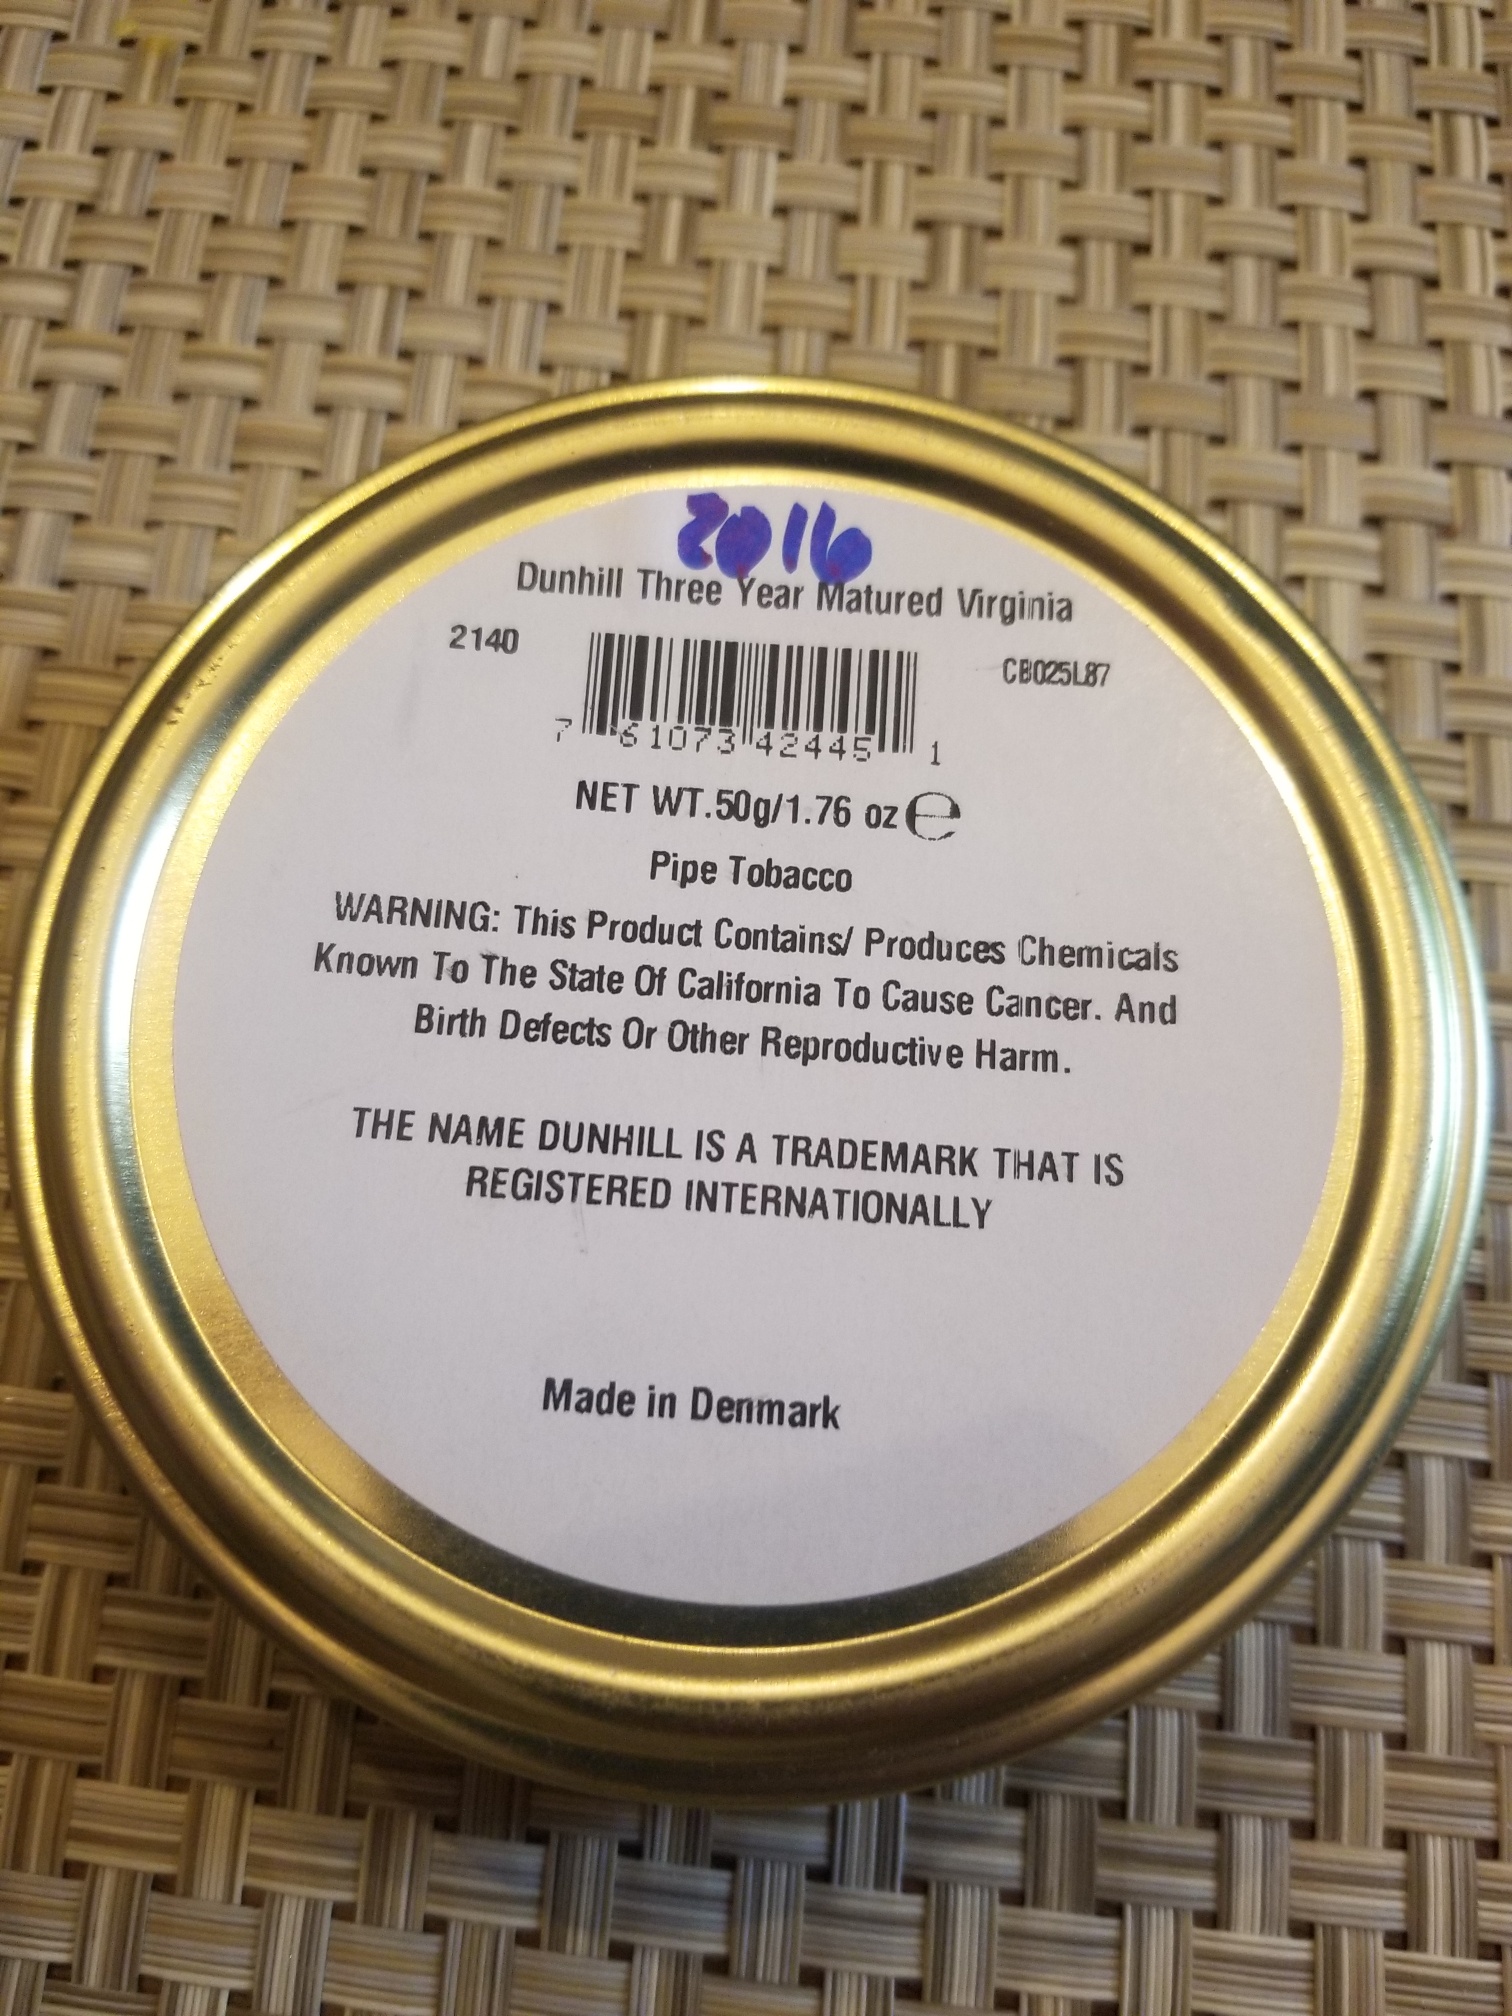 2016
Dunhill Three Year Matured Virginia
2140
CB025L87
7 61073 42445 1
NET WT.50g/1.76 oz ℮
Pipe Tobacco
WARNING: This Product Contains/ Produces Chemicals
Known To The State Of California To Cause Cancer. And
Birth Defects Or Other Reproductive Harm.
THE NAME DUNHILL IS A TRADEMARK THAT IS
REGISTERED INTERNATIONALLY
Made in Denmark